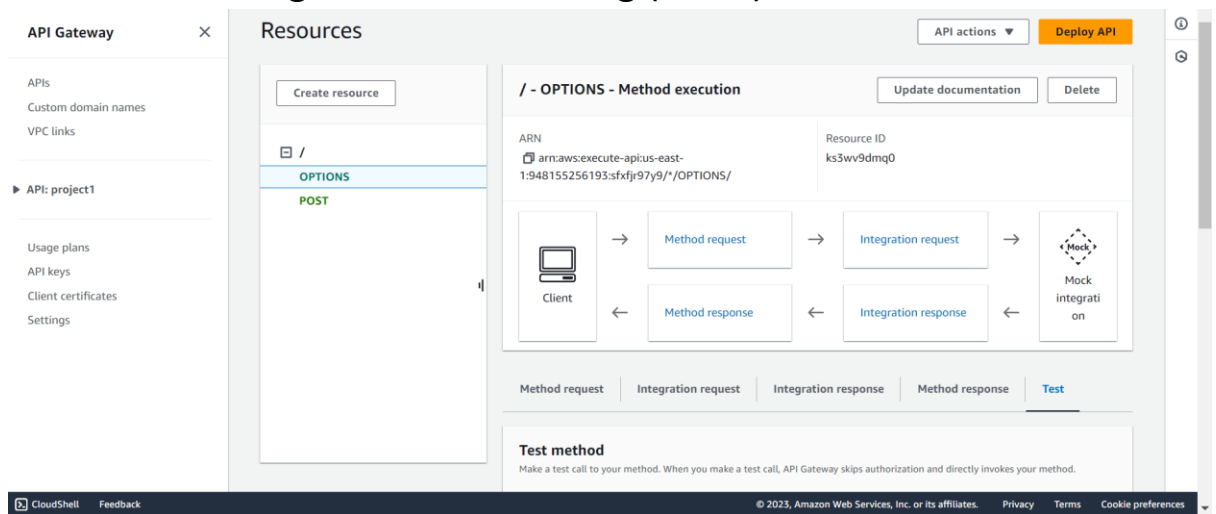 API Gateway
APIs
Custom domain names
VPC links
API: project1
Usage plans
API keys
Client certificates
Settings
Resources
API actions
Deploy API
Create resource
/
OPTIONS
POST
/ - OPTIONS - Method execution
Update documentation
Delete
ARN
arn:aws:execute-api:us-east-
1:948155256193:sfxfjr97y9/*/OPTIONS/
Resource ID
ks3wv9dmq0
Client
Method request
Integration request
Method response
Integration response
Mock
Mock
integrati
on
Method request
Integration request
Integration response
Method response
Test
Test method
Make a test call to your method. When you make a test call, API Gateway skips authorization and directly invokes your method.
CloudShell
Feedback
© 2023, Amazon Web Services, Inc. or its affiliates.
Privacy
Terms
Cookie preferences